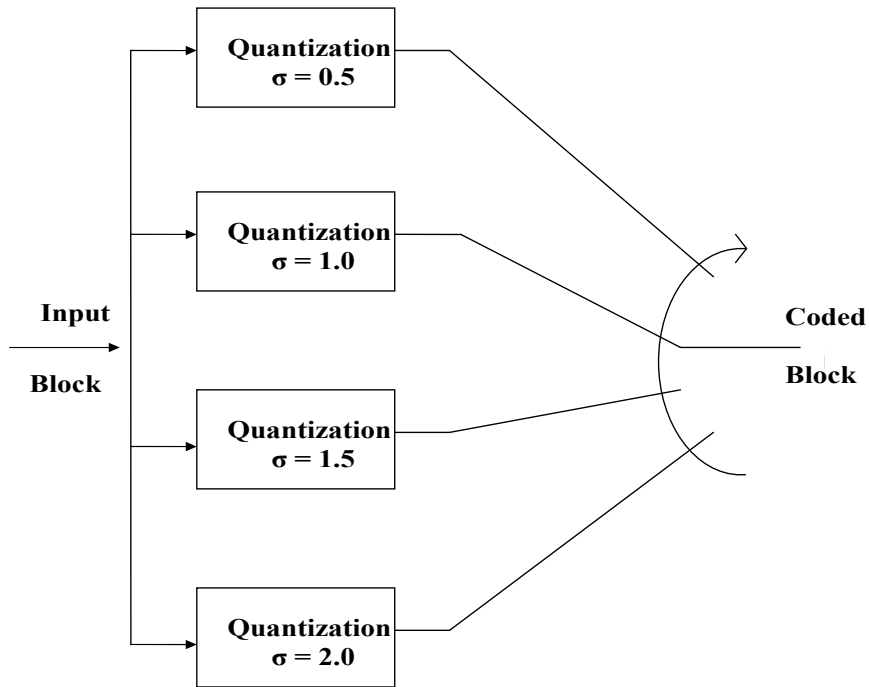 Quantization
σ = 0.5
Quantization
σ = 1.0
Input
Block
Coded
Block
Quantization
σ = 1.5
Quantization
σ = 2.0